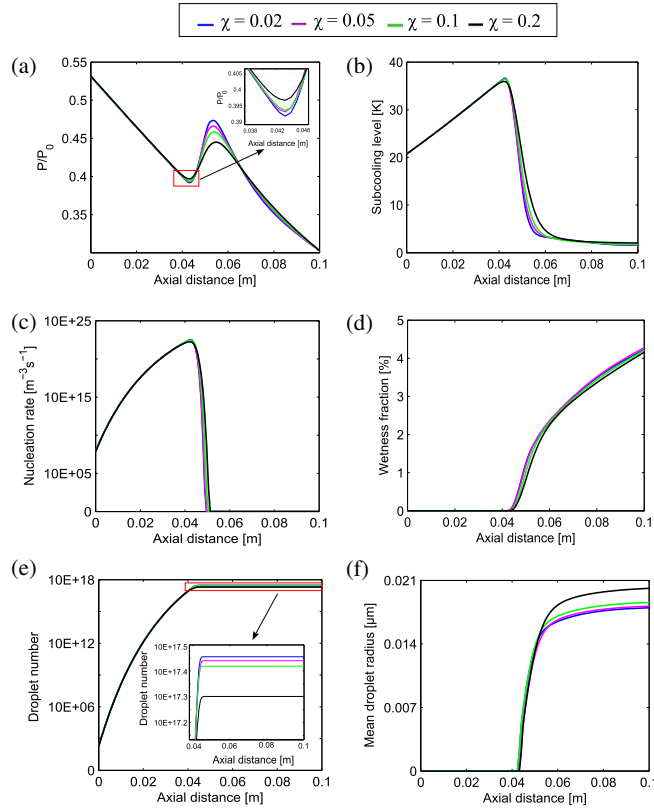 χ = 0.02 χ = 0.05 χ = 0.1 χ = 0.2
(a)
0.55
0.5
0.45
0.4
0.35
P/P0
0 0.02 0.04 0.06 0.08 0.1
Axial distance [m]
0.405
0.4
0.395
0.39
P/P0
0.038 0.042 0.046
Axial distance [m]
(b)
40
30
20
10
0
Subcooling level [K]
0 0.02 0.04 0.06 0.08 0.1
Axial distance [m]
(c)
10E+25
10E+15
10E+05
0
Nucleation rate [m−3s−1]
0 0.02 0.04 0.06 0.08 0.1
Axial distance [m]
(d)
5
4
3
2
1
0
Wetness fraction [%]
0 0.02 0.04 0.06 0.08 0.1
Axial distance [m]
(e)
10E+18
10E+12
10E+06
0
Droplet number
0 0.02 0.04 0.06 0.08 0.1
Axial distance [m]
10E+17.5
10E+17.4
10E+17.3
10E+17.2
Droplet number
0.04 0.06 0.08 0.1
Axial distance [m]
(f)
0.021
0.014
0.007
0
Mean droplet radius [μm]
0 0.02 0.04 0.06 0.08 0.1
Axial distance [m]